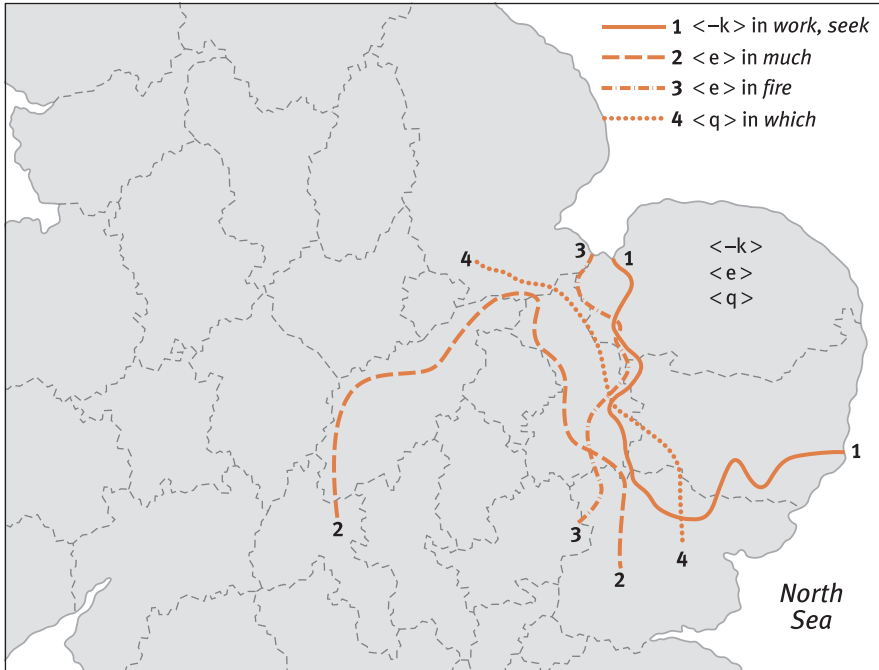 1 <–k> in work, seek
2 <e> in much
3 <e> in fire
4 <q> in which
<–k>
<e>
<q>
4
3
1
1
2
3
2
4
North
Sea